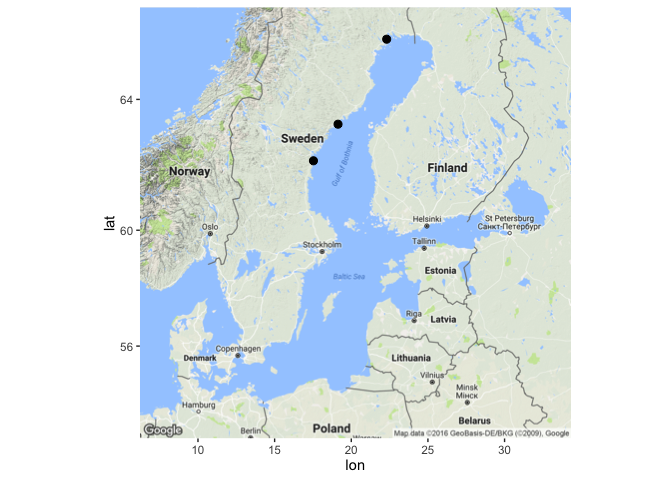 64
Sweden
Gulf of Bothnia
Norway
Finland
lat
60
Oslo
Helsinki
St Petersburg
Санкт-Петербург
Stockholm
Tallinn
Baltic Sea
Estonia
Riga
Latvia
56
Copenhagen
Denmark
Lithuania
Vilnius
Minsk
Мінск
Hamburg
Berlin
Poland
Warsaw
Belarus
Google
Map data ©2016 GeoBasis-DE/BKG (©2009), Google
10
15
20
25
30
lon